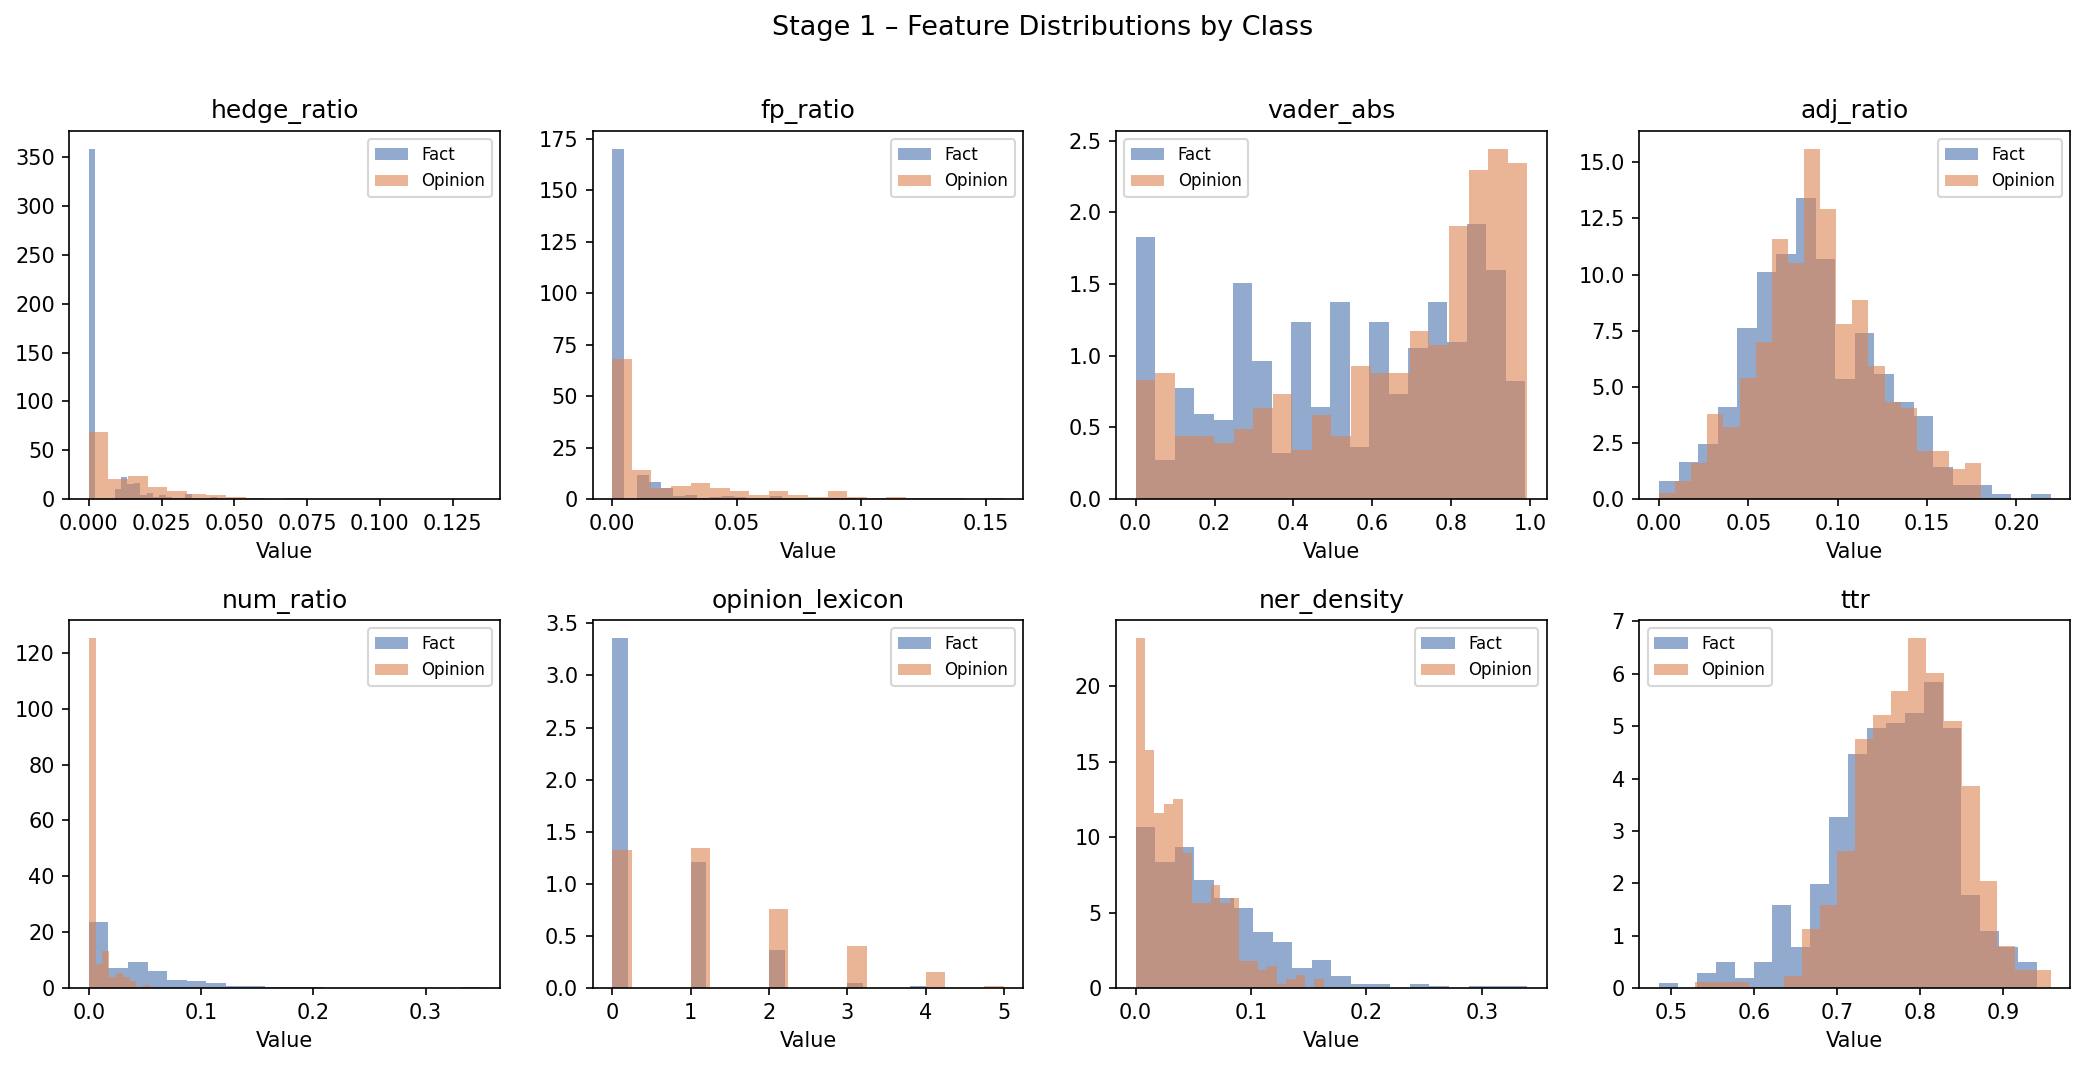 Stage 1 – Feature Distributions by Class
hedge_ratio
350
300
250
200
150
100
50
0
0.000 0.025 0.050 0.075 0.100 0.125
Value
Fact
Opinion
fp_ratio
175
150
125
100
75
50
25
0
0.00 0.05 0.10 0.15
Value
Fact
Opinion
vader_abs
2.5
2.0
1.5
1.0
0.5
0.0
0.0 0.2 0.4 0.6 0.8 1.0
Value
Fact
Opinion
adj_ratio
15.0
12.5
10.0
7.5
5.0
2.5
0.0
0.00 0.05 0.10 0.15 0.20
Value
Fact
Opinion
num_ratio
120
100
80
60
40
20
0
0.0 0.1 0.2 0.3
Value
Fact
Opinion
opinion_lexicon
3.5
3.0
2.5
2.0
1.5
1.0
0.5
0.0
0 1 2 3 4 5
Value
Fact
Opinion
ner_density
20
15
10
5
0
0.0 0.1 0.2 0.3
Value
Fact
Opinion
ttr
7
6
5
4
3
2
1
0
0.5 0.6 0.7 0.8 0.9
Value
Fact
Opinion